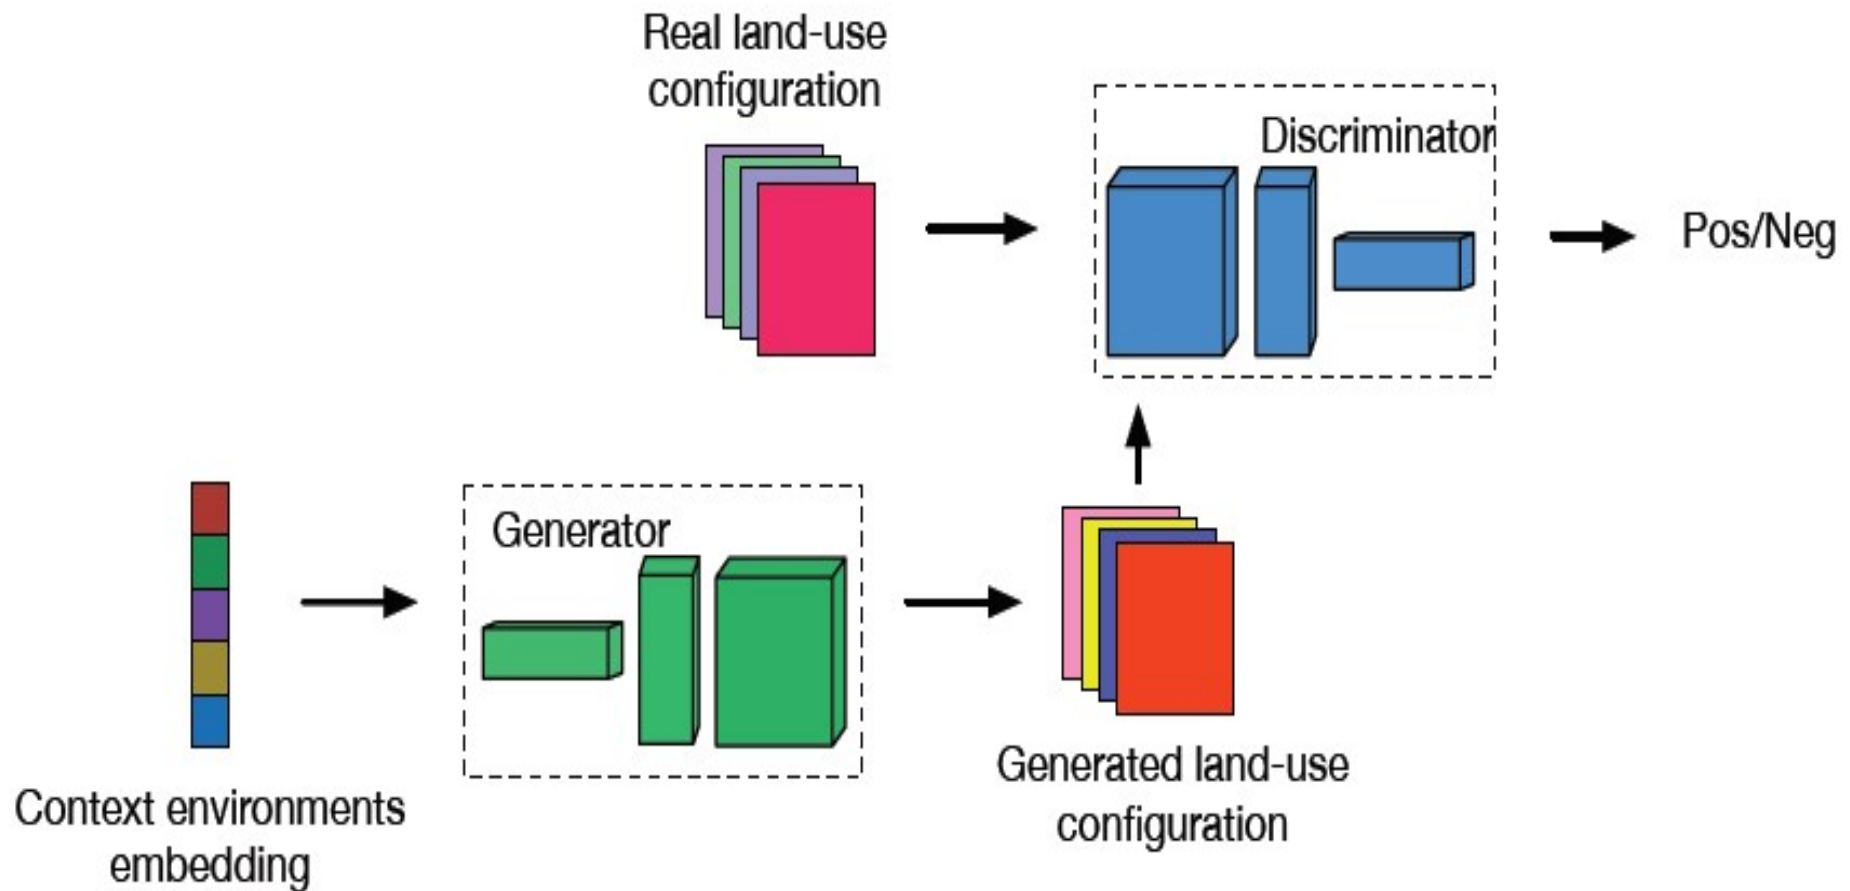 Real land-use
configuration
Discriminator
Pos/Neg
Generator
Context environments
embedding
Generated land-use
configuration